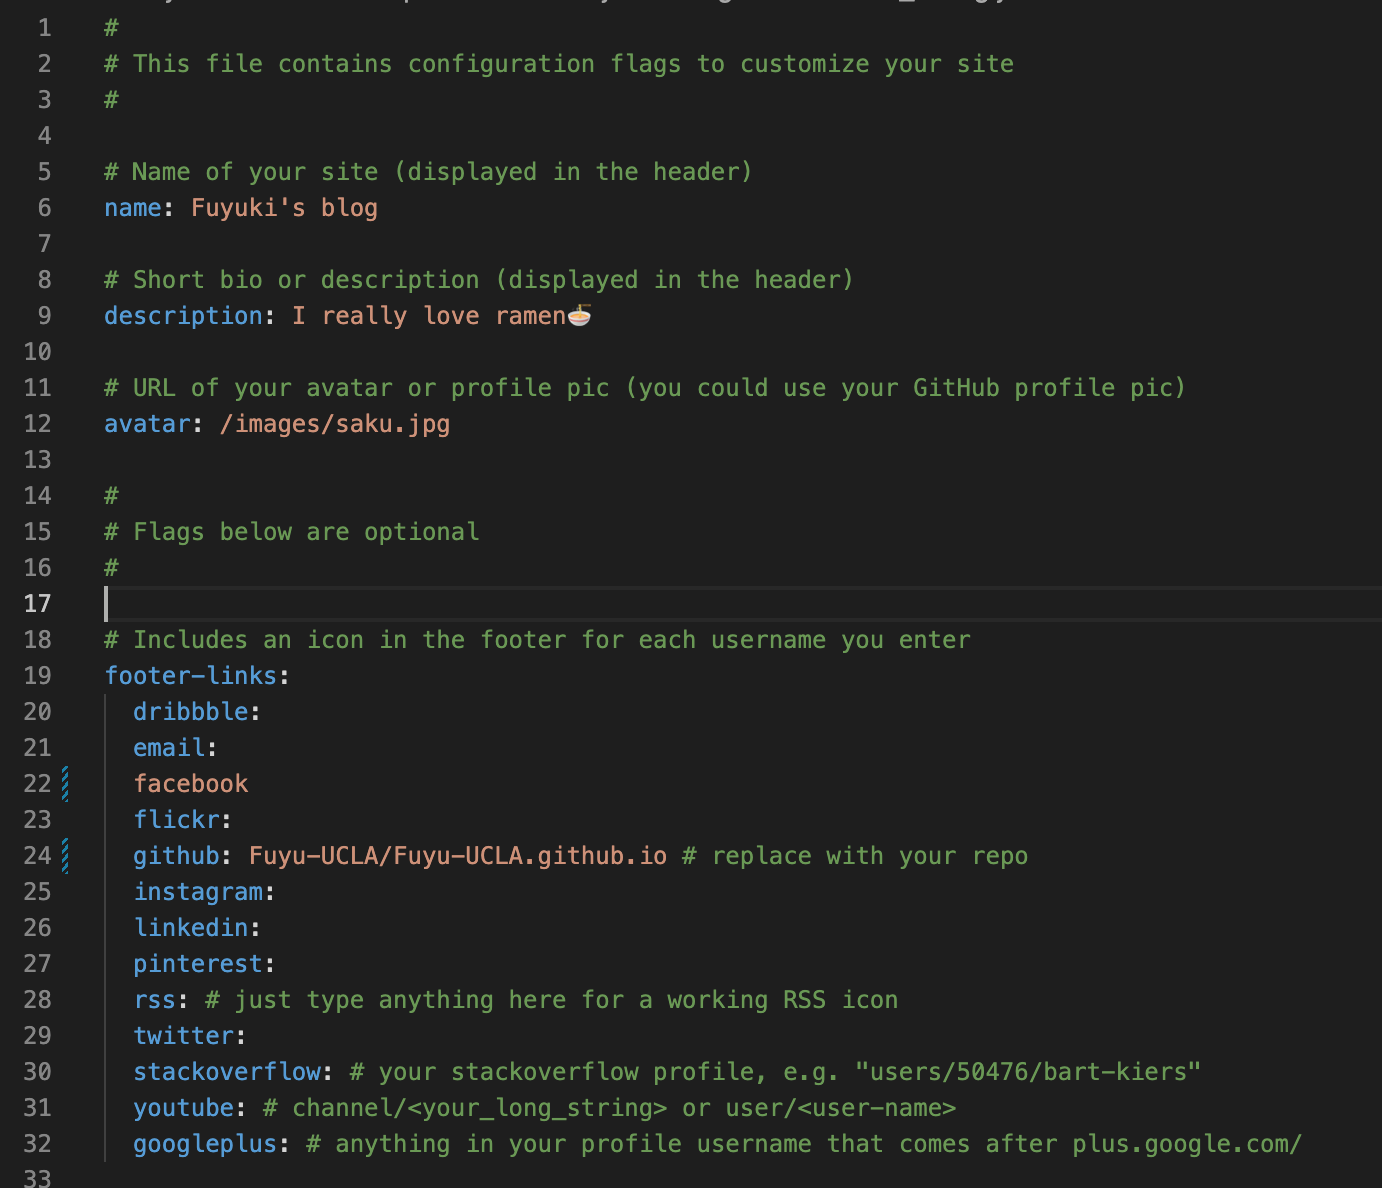 1 #
2 # This file contains configuration flags to customize your site
3 #
4
5 # Name of your site (displayed in the header)
6 name: Fuyuki's blog
7
8 # Short bio or description (displayed in the header)
9 description: I really love ramen🍜
10
11 # URL of your avatar or profile pic (you could use your GitHub profile pic)
12 avatar: /images/saku.jpg
13
14 #
15 # Flags below are optional
16 #
17
18 # Includes an icon in the footer for each username you enter
19 footer-links:
20   dribbble:
21   email:
22   facebook
23   flickr:
24   github: Fuyu-UCLA/Fuyu-UCLA.github.io # replace with your repo
25   instagram:
26   linkedin:
27   pinterest:
28   rss: # just type anything here for a working RSS icon
29   twitter:
30   stackoverflow: # your stackoverflow profile, e.g. "users/50476/bart-kiers"
31   youtube: # channel/<your_long_string> or user/<user-name>
32   googleplus: # anything in your profile username that comes after plus.google.com/
33